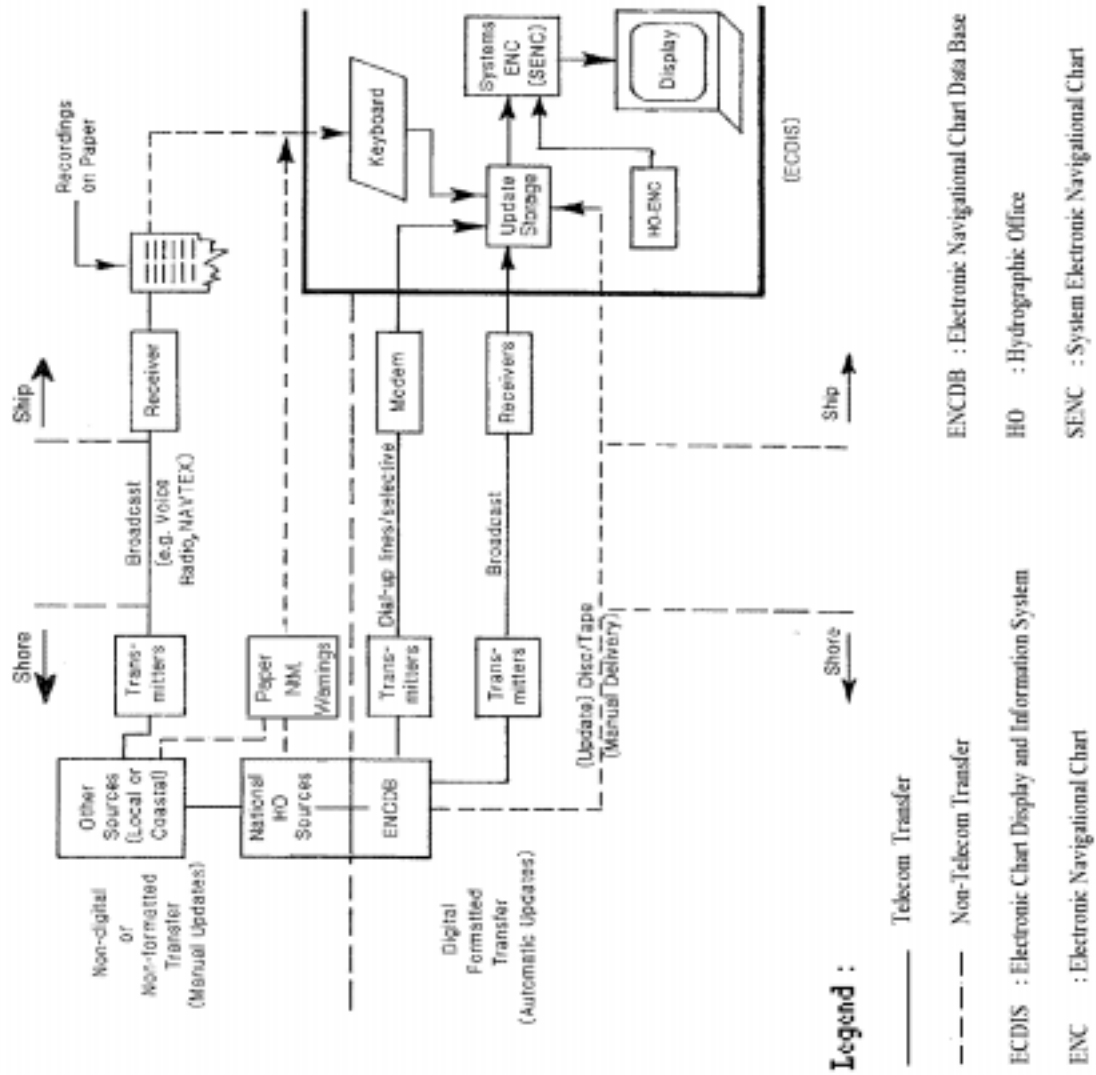 Shore
Ship
Recordings
on Paper
Other
Sources
(Local or
Coastal)
Trans-
mitters
Broadcast
(e.g. Voice
Radio, NAVTEX)
Receiver
Non-digital
or
Non-formatted
Transfer
(Manual Updates)
Paper
NtM
Warnings
Keyboard
National
HO
Sources
ENCDB
Trans-
mitters
Dial-up lines/selective
Modem
Update
Storage
Systems
ENC
(SENC)
Digital
Formatted
Transfer
(Automatic Updates)
Trans-
mitters
Broadcast
Receivers
HO-ENC
Display
(Update) Disc/Tape
(Manual Delivery)
(ECDIS)
Shore
Ship
Legend :
Telecom Transfer
Non-Telecom Transfer
ECDIS : Electronic Chart Display and Information System
ENC : Electronic Navigational Chart
ENCDB : Electronic Navigational Chart Data Base
HO : Hydrographic Office
SENC : System Electronic Navigational Chart